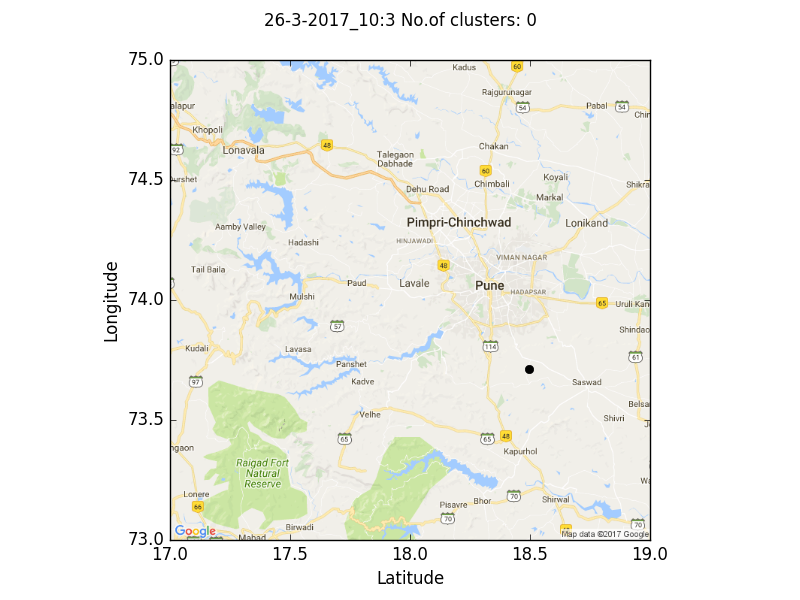 26-3-2017_10:3 No.of clusters: 0
75.0
Kadus
60
Rajgurunagar
alapur
54
Pabal
54
Chin
Khopoli
48
Chakan
92
Lonavala
Talegaon
Dabhade
60
74.5
urshet
Dehu Road
Chimbali
Koyali
Shikra
Markal
Pimpri-Chinchwad
Lonikand
Aamby Valley
Hadashi
HINJAWADI
VIMAN NAGAR
Tail Baila
48
Paud
Lavale
Pune
HADAPSAR
74.0
Mulshi
65
Uruli Kan
57
Shindao
Kudali
Lavasa
114
61
Panshet
97
Kadve
Saswad
Longitude
73.5
Velhe
Belsa
Shivri
65
65
48
ngaon
Kapurhol
Raigad Fort
Natural
Reserve
Lonere
70
Wa
66
Pisavre
Bhor
Shirwal
70
70
Google
Birwadi
Mahad
Map data ©2017 Google
73.0
17.0
17.5
18.0
18.5
19.0
Latitude